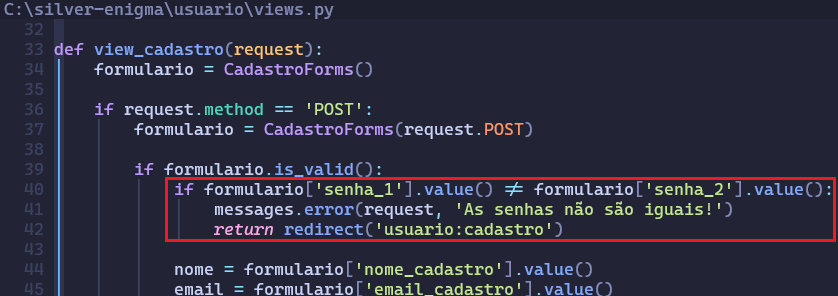 C:\silver-enigma\usuario\views.py
32
33 def view_cadastro(request):
34 formulario = CadastroForms()
35
36 if request.method == 'POST':
37 formulario = CadastroForms(request.POST)
38
39 if formulario.is_valid():
40 if formulario['senha_1'].value() ≠ formulario['senha_2'].value():
41 messages.error(request, 'As senhas não são iguais!')
42 return redirect('usuario:cadastro')
43
44 nome = formulario['nome_cadastro'].value()
45 email = formulario['email_cadastro'].value()